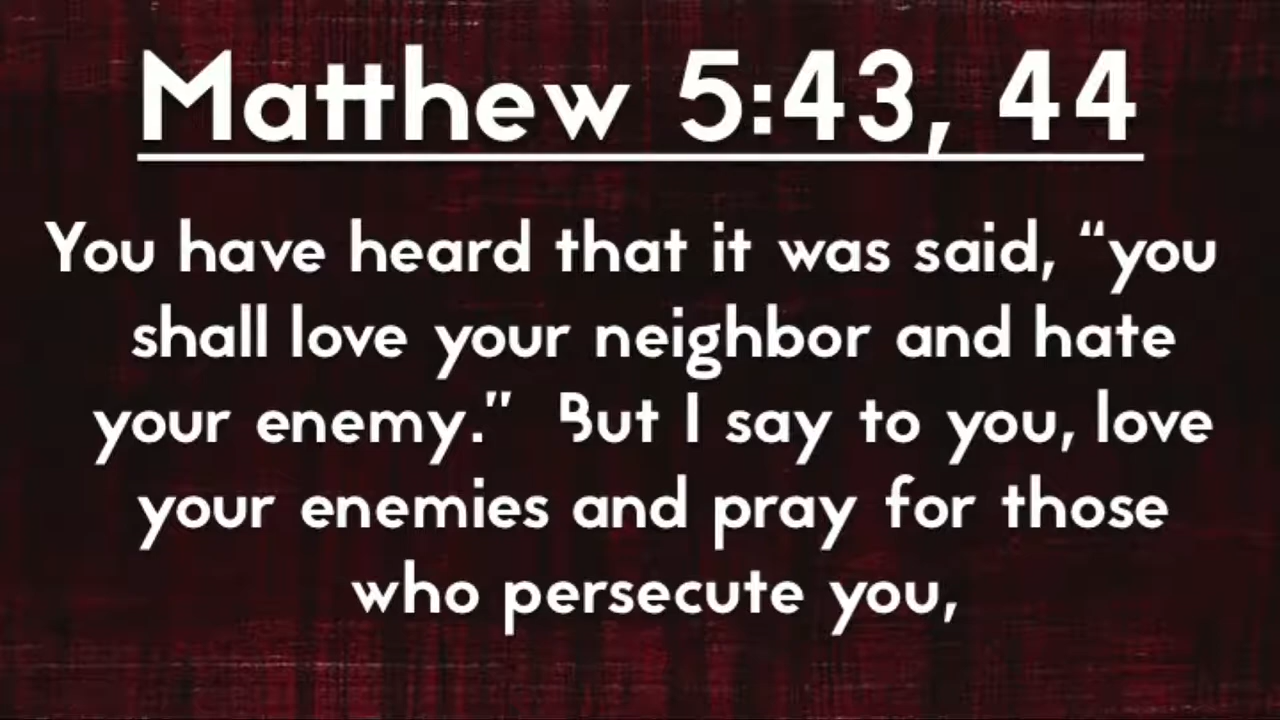 Matthew 5:43, 44
You have heard that it was said, “you
shall love your neighbor and hate
your enemy.”  But I say to you, love
your enemies and pray for those
who persecute you,